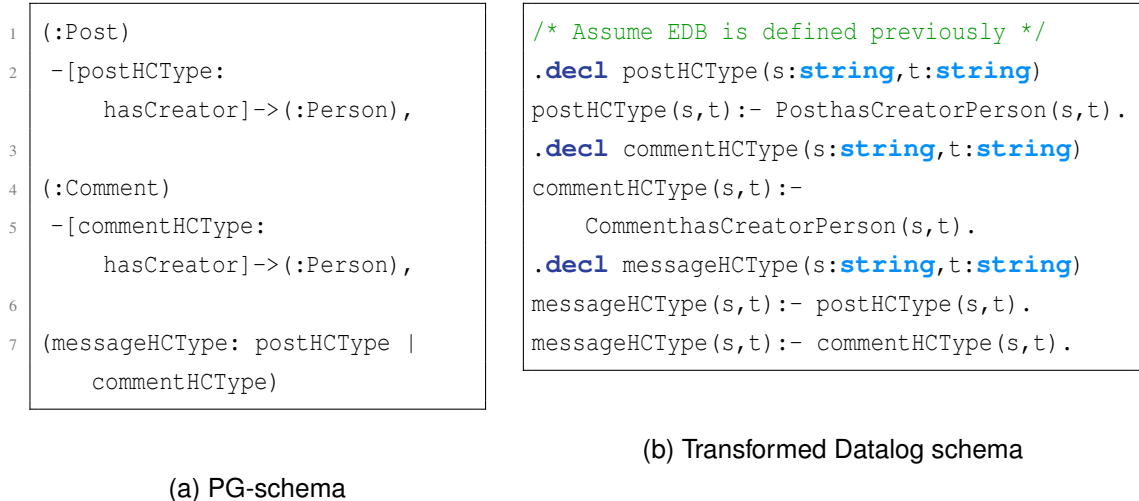 1 (:Post)
2 -[postHCType:
hasCreator]->(:Person),
3
4 (:Comment)
5 -[commentHCType:
hasCreator]->(:Person),
6
7 (messageHCType: postHCType |
commentHCType)
(a) PG-schema
/* Assume EDB is defined previously */
.decl postHCType(s:string,t:string)
postHCType(s,t):- PosthasCreatorPerson(s,t).
.decl commentHCType(s:string,t:string)
commentHCType(s,t):-
CommenthasCreatorPerson(s,t).
.decl messageHCType(s:string,t:string)
messageHCType(s,t):- postHCType(s,t).
messageHCType(s,t):- commentHCType(s,t).
(b) Transformed Datalog schema